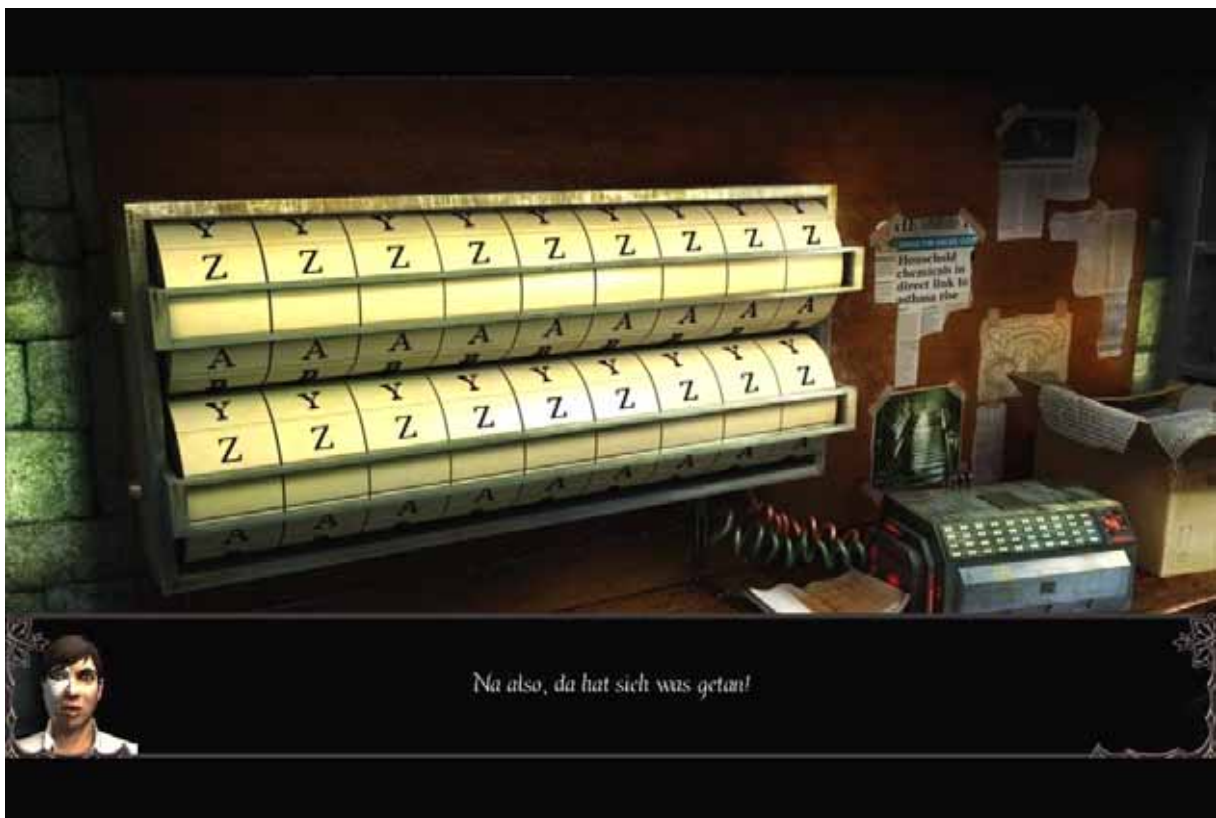 Y Y Y Y Y Y Y Y Y
Z Z Z Z Z Z Z Z Z
A A A A A A A A A
Y Y Y Y Y Y Y Y Y
Z Z Z Z Z Z Z Z Z
A A A A A A A A A
Household
chemicals in
direct link to
asthma rise
Na also, da hat sich was getan!